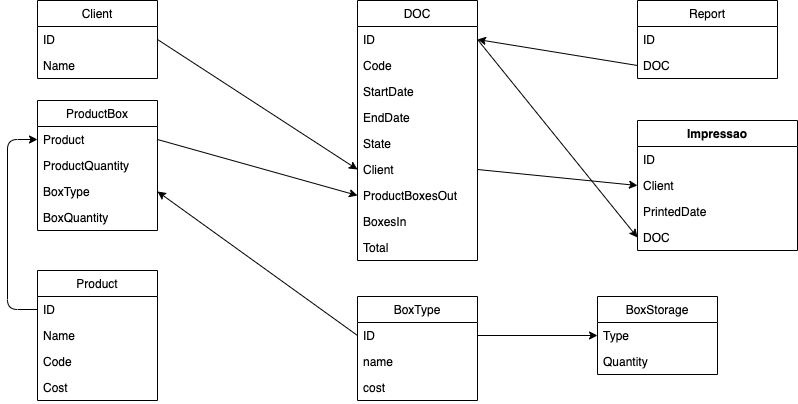 Client
ID
Name
DOC
ID
Code
StartDate
EndDate
State
Client
ProductBoxesOut
BoxesIn
Total
Report
ID
DOC
ProductBox
Product
ProductQuantity
BoxType
BoxQuantity
Impressao
ID
Client
PrintedDate
DOC
Product
ID
Name
Code
Cost
BoxType
ID
name
cost
BoxStorage
Type
Quantity